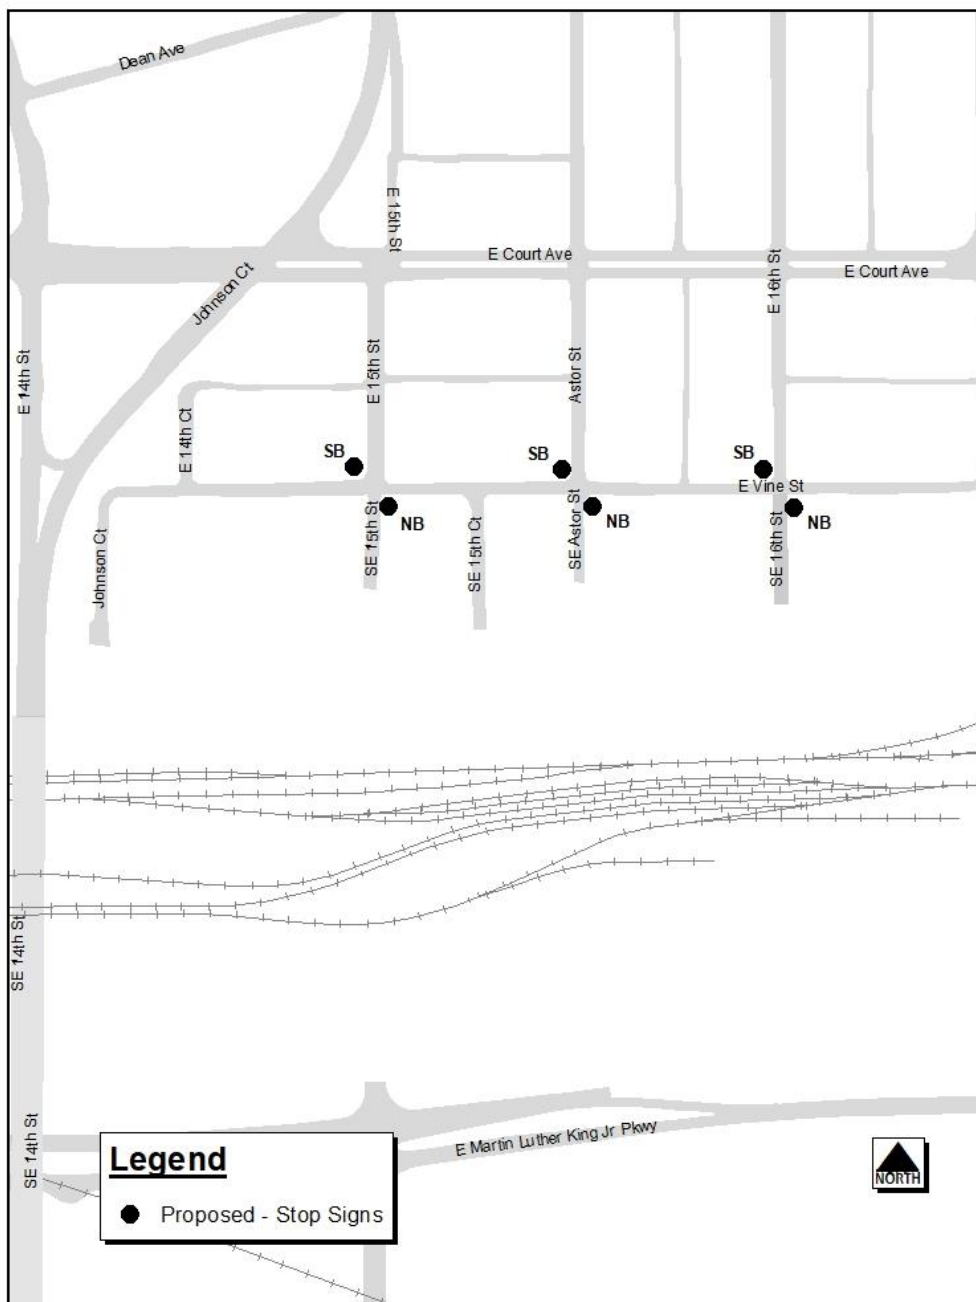 Dean Ave
E 15th St
E Court Ave
E Court Ave
E 16th St
Johnson Ct
E 14th St
E 15th St
Astor St
E 14th Ct
SB
SB
SB
E Vine St
NB
NB
NB
Johnson Ct
SE 15th St
SE 15th Ct
SE Astor St
SE 16th St
SE 14th St
SE 14th St
E Martin Luther King Jr Pkwy
Legend
Proposed - Stop Signs
NORTH